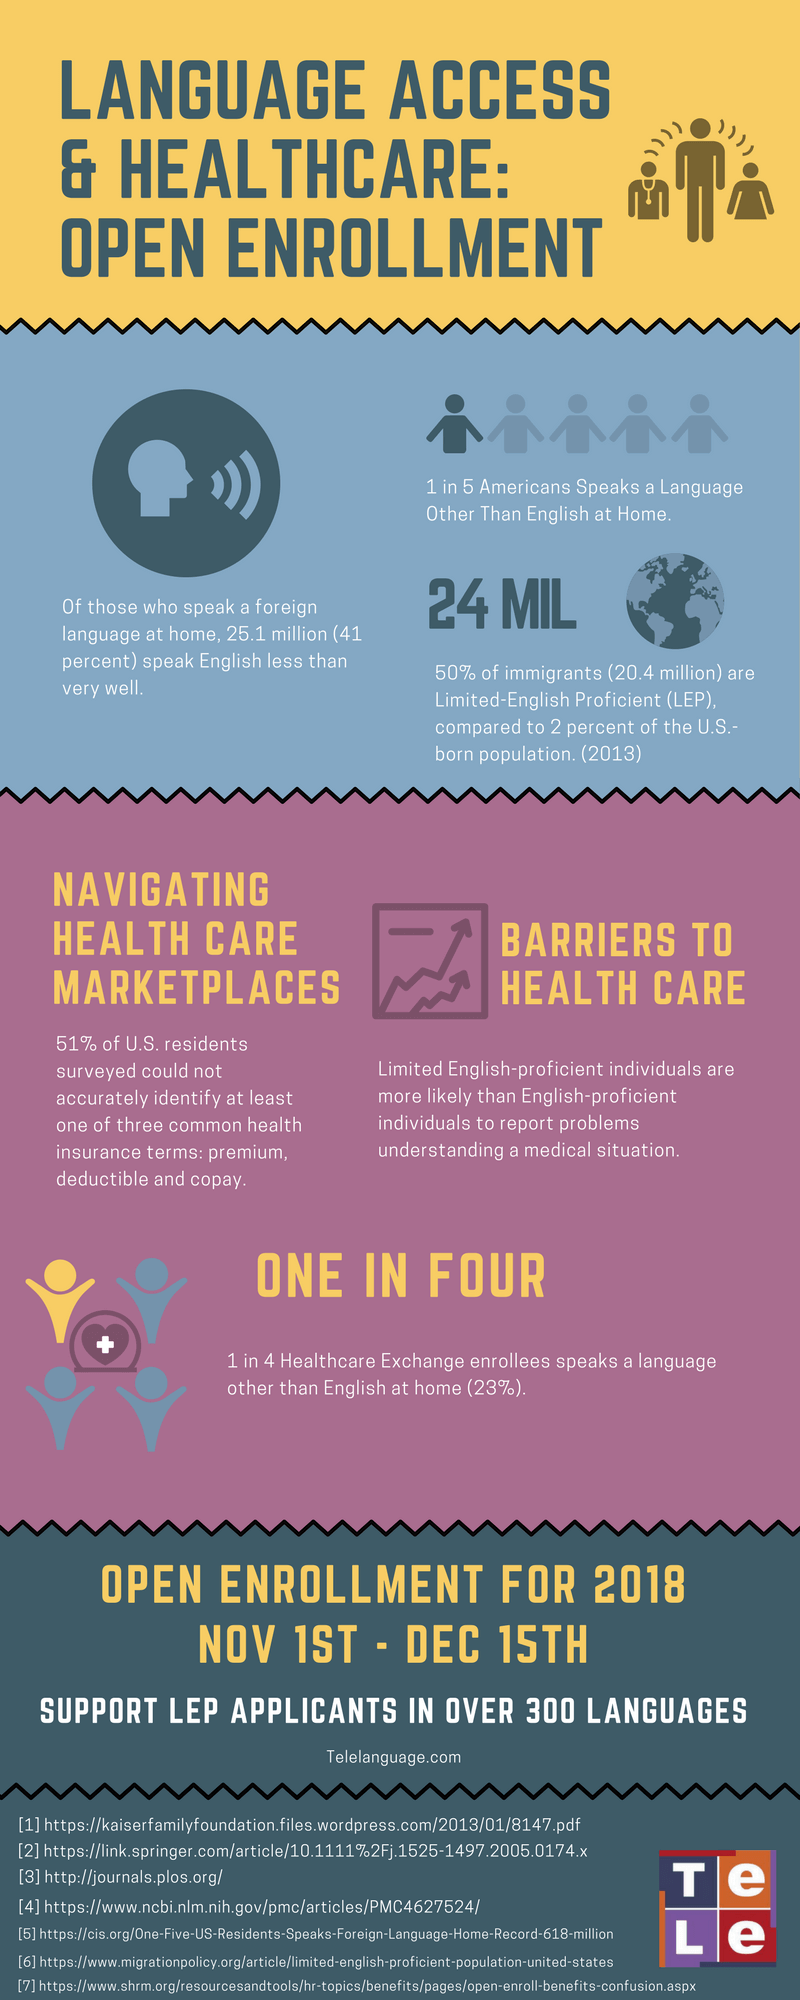 LANGUAGE ACCESS
& HEALTHCARE:
OPEN ENROLLMENT
Of those who speak a foreign
language at home, 25.1 million (41
percent) speak English less than
very well.
1 in 5 Americans Speaks a Language
Other Than English at Home.
24 MIL
50% of immigrants (20.4 million) are
Limited-English Proficient (LEP),
compared to 2 percent of the U.S.-
born population. (2013)
NAVIGATING
HEALTH CARE
MARKETPLACES
51% of U.S. residents
surveyed could not
accurately identify at least
one of three common health
insurance terms: premium,
deductible and copay.
BARRIERS TO
HEALTH CARE
Limited English-proficient individuals are
more likely than English-proficient
individuals to report problems
understanding a medical situation.
ONE IN FOUR
1 in 4 Healthcare Exchange enrollees speaks a language
other than English at home (23%).
OPEN ENROLLMENT FOR 2018
NOV 1ST - DEC 15TH
SUPPORT LEP APPLICANTS IN OVER 300 LANGUAGES
Telelanguage.com
[1] https://kaiserfamilyfoundation.files.wordpress.com/2013/01/8147.pdf
[2] https://link.springer.com/article/10.1111%2Fj.1525-1497.2005.0174.x
[3] http://journals.plos.org/
[4] https://www.ncbi.nlm.nih.gov/pmc/articles/PMC4627524/
[5] https://cis.org/One-Five-US-Residents-Speaks-Foreign-Language-Home-Record-618-million
[6] https://www.migrationpolicy.org/article/limited-english-proficient-population-united-states
[7] https://www.shrm.org/resourcesandtools/hr-topics/benefits/pages/open-enroll-benefits-confusion.aspx
Te
Le